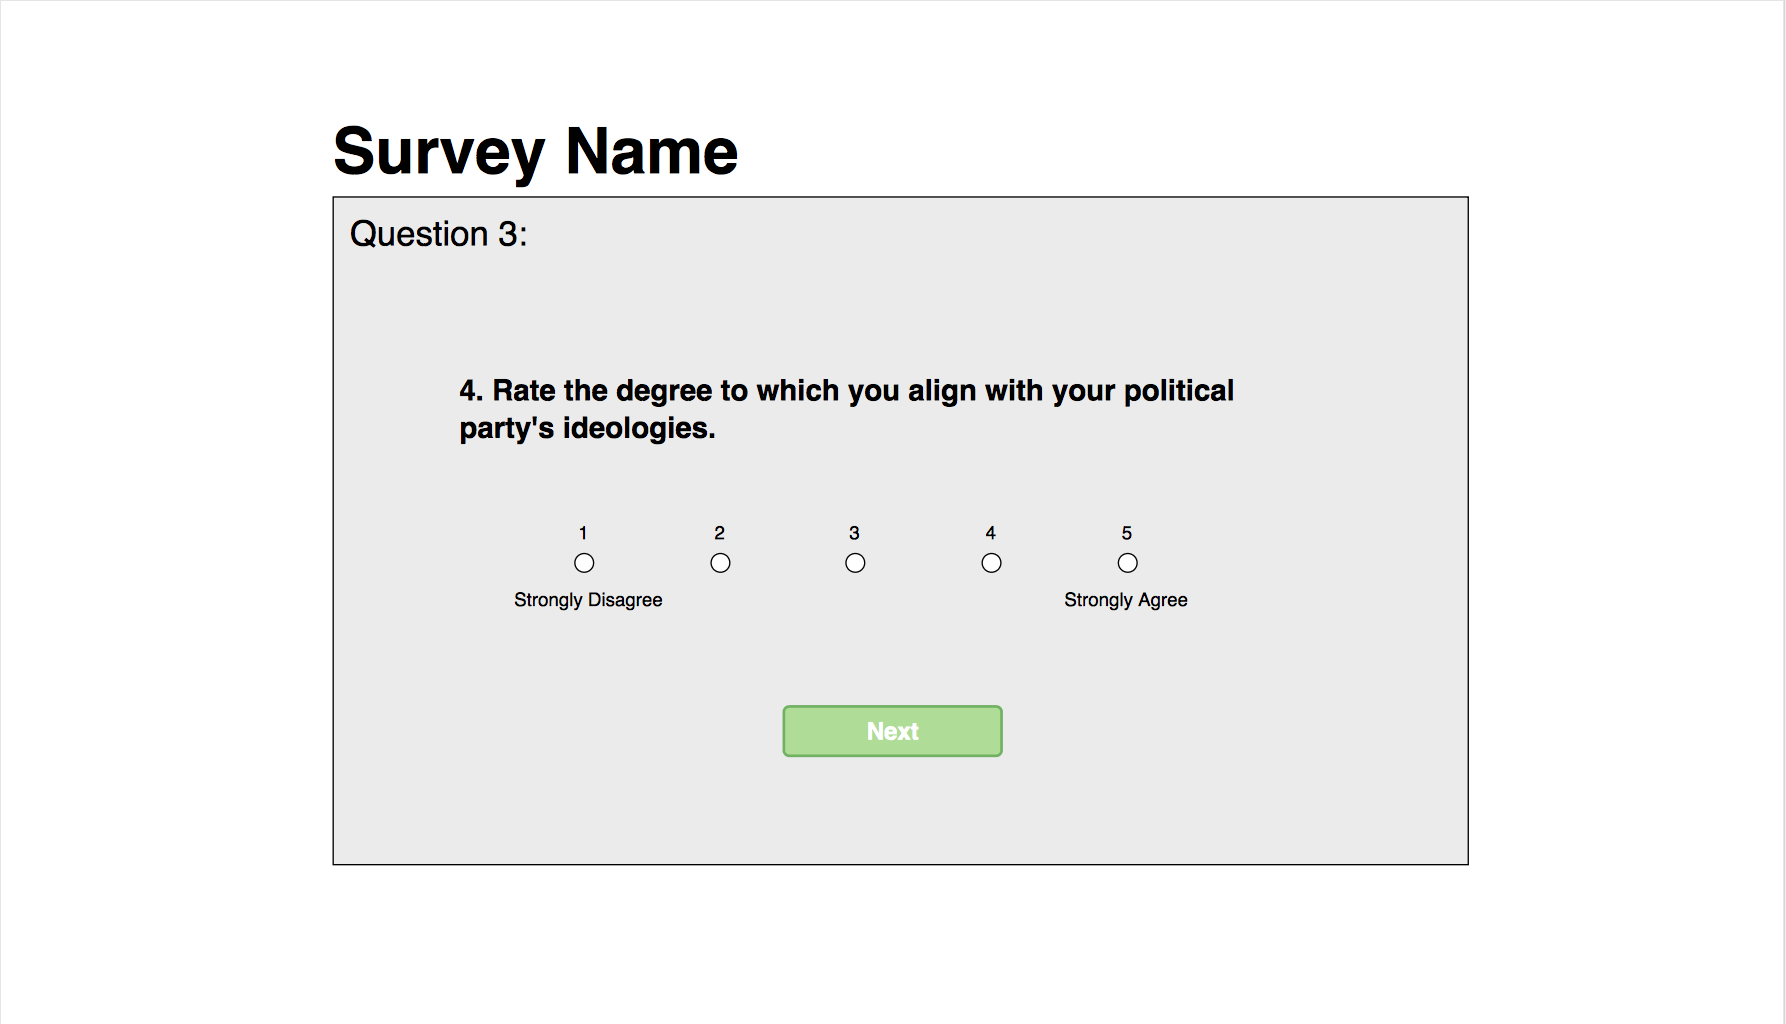 Survey Name
Question 3:
4. Rate the degree to which you align with your political
party's ideologies.
1 2 3 4 5
Strongly Disagree Strongly Agree
Next